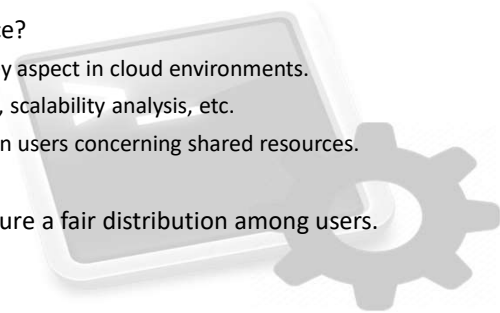 e?
y aspect in cloud environments.
, scalability analysis, etc.
n users concerning shared resources.
ure a fair distribution among users.